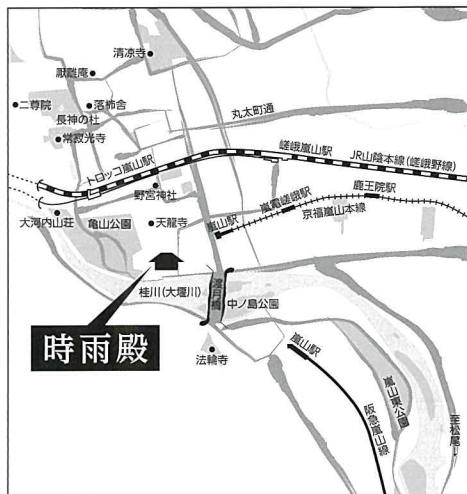 清凉寺
厭離庵
二尊院
落柿舎
長神の杜
常寂光寺
丸太町通
トロッコ嵐山駅
嵯峨嵐山駅
JR山陰本線(嵯峨野線)
野宮神社
大河内山荘
亀山公園
天龍寺
嵐山駅
嵐電嵯峨駅
鹿王院駅
京福嵐山本線
桂川(大堰川)
渡月橋
中ノ島公園
時雨殿
法輪寺
嵐山駅
阪急嵐山線
嵐山東公園
至松尾